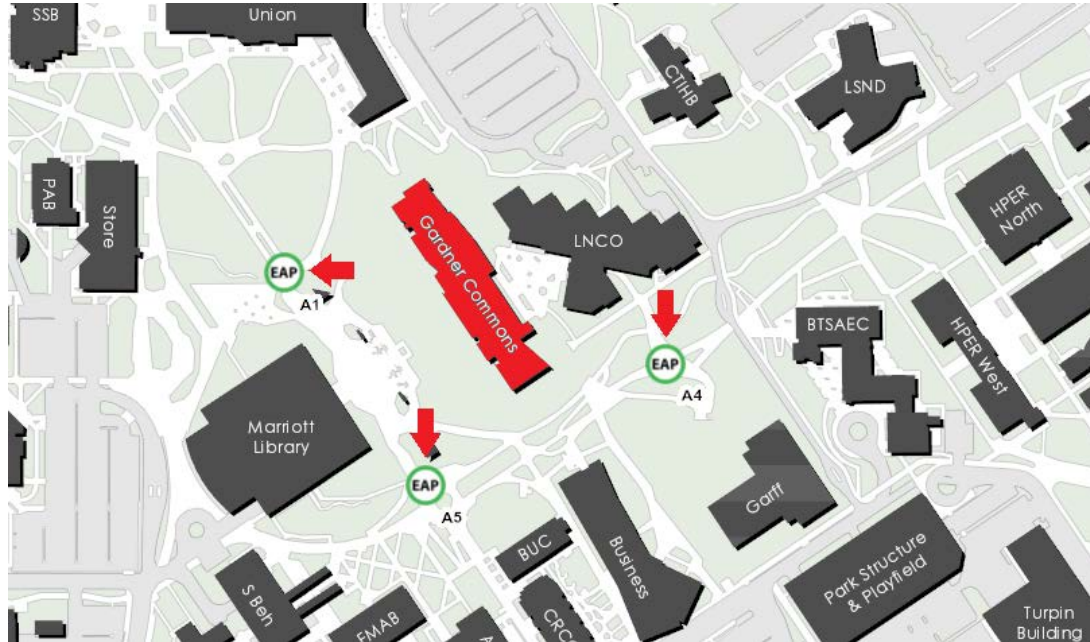 SSB
Union
CTIHB
LSND
PAB
Store
Gardner Commons
LNCO
HPER
North
EAP
A1
BTSAEC
HPER West
EAP
A4
Marriott
Library
EAP
A5
Garff
BUC
Business
Park Structure
& Playfield
S Beh
FMAB
A
CRC
Turpin
Building